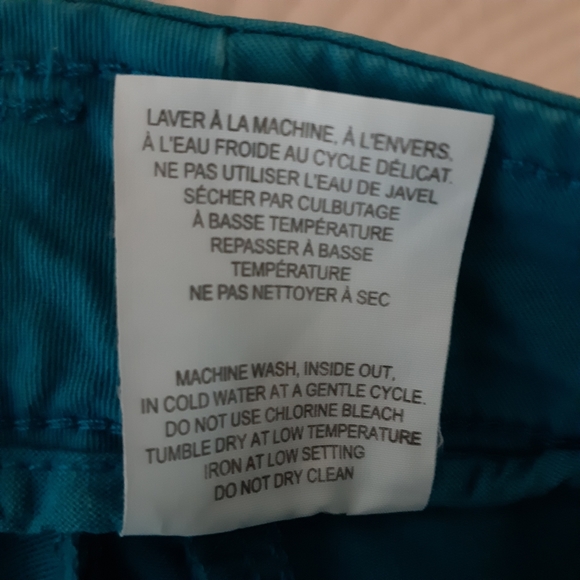 LAVER À LA MACHINE, À L'ENVERS,
À L'EAU FROIDE AU CYCLE DÉLICAT.
NE PAS UTILISER L'EAU DE JAVEL
SÉCHER PAR CULBUTAGE
À BASSE TEMPÉRATURE
REPASSER À BASSE
TEMPÉRATURE
NE PAS NETTOYER À SEC
MACHINE WASH, INSIDE OUT,
IN COLD WATER AT A GENTLE CYCLE.
DO NOT USE CHLORINE BLEACH
TUMBLE DRY AT LOW TEMPERATURE
IRON AT LOW SETTING
DO NOT DRY CLEAN